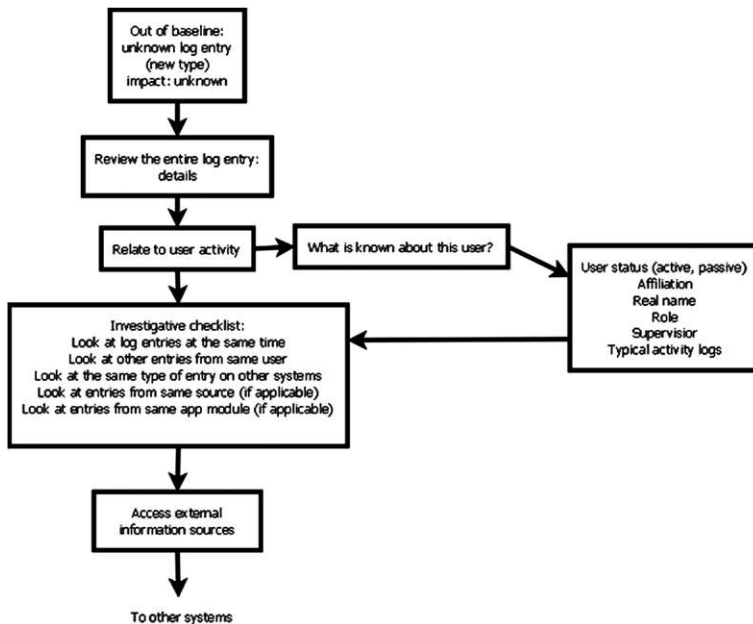 Out of baseline:
unknown log entry
(new type)
impact: unknown
Review the entire log entry:
details
Relate to user activity
What is known about this user?
User status (active, passive)
Affiliation
Real name
Role
Supervisior
Typical activity logs
Investigative checklist:
Look at log entries at the same time
Look at other entries from same user
Look at the same type of entry on other systems
Look at entries from same source (if applicable)
Look at entries from same app module (if applicable)
Access external
information sources
To other systems